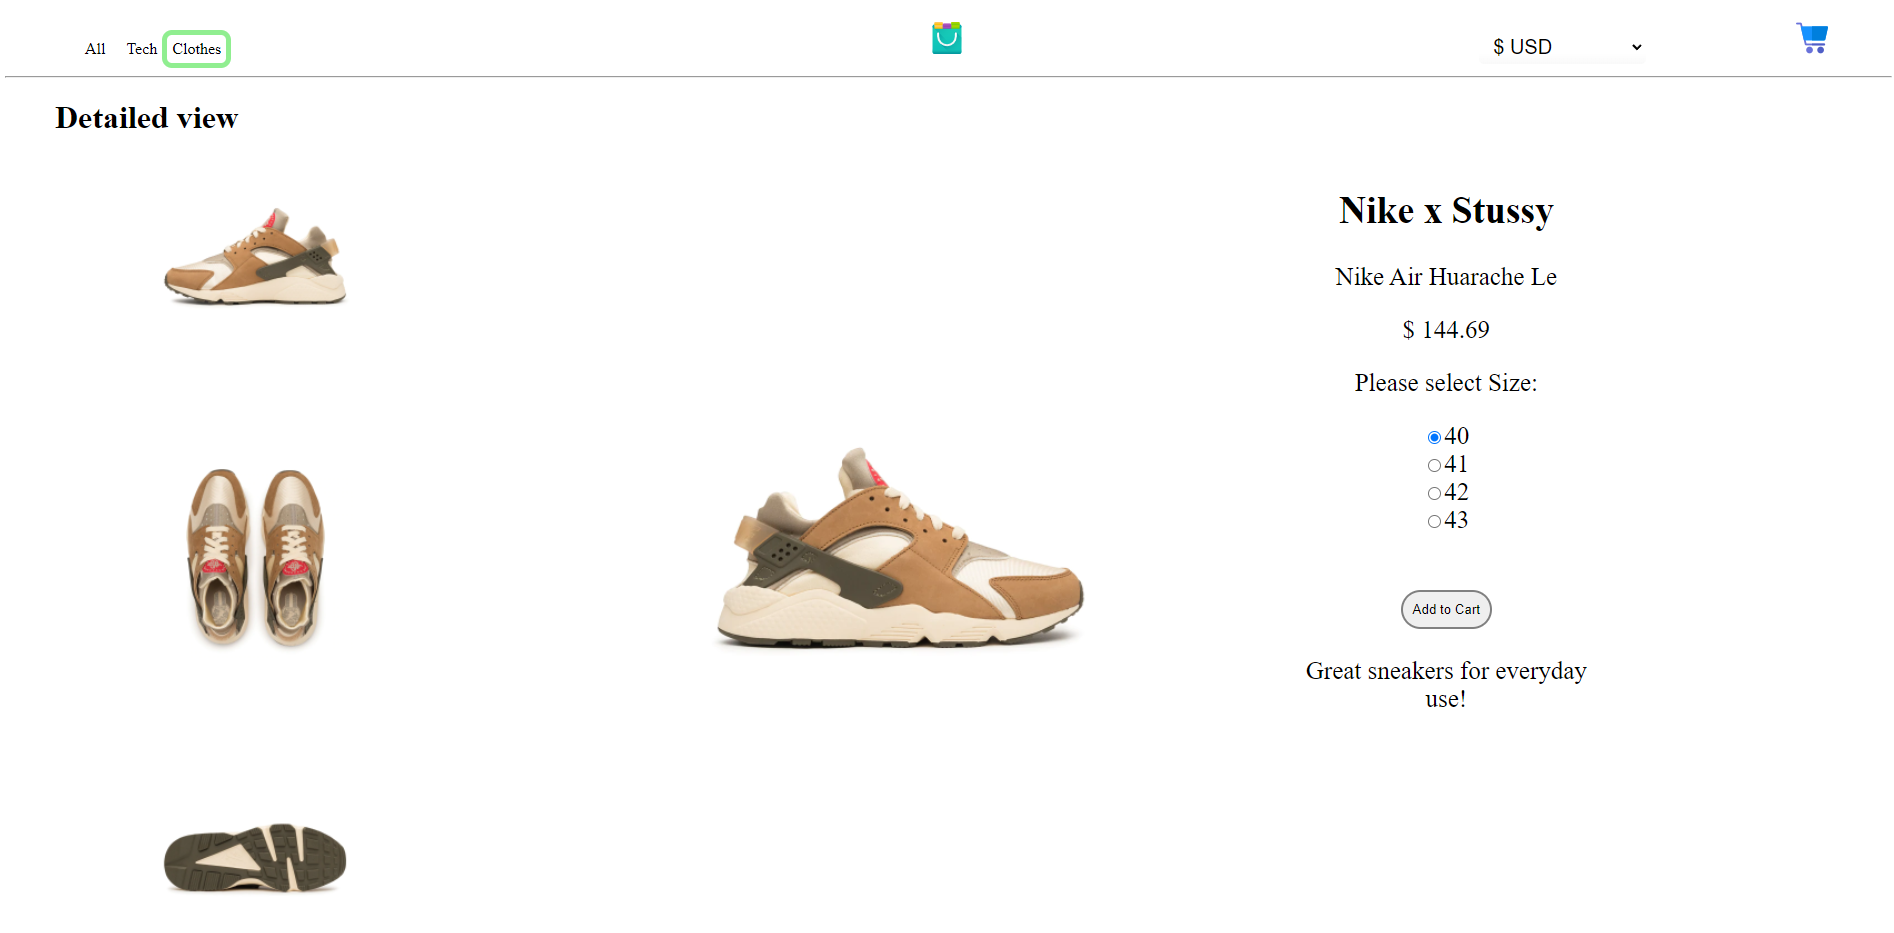 All Tech Clothes
$ USD
Detailed view
Nike x Stussy
Nike Air Huarache Le
$ 144.69
Please select Size:
40
41
42
43
Add to Cart
Great sneakers for everyday
use!